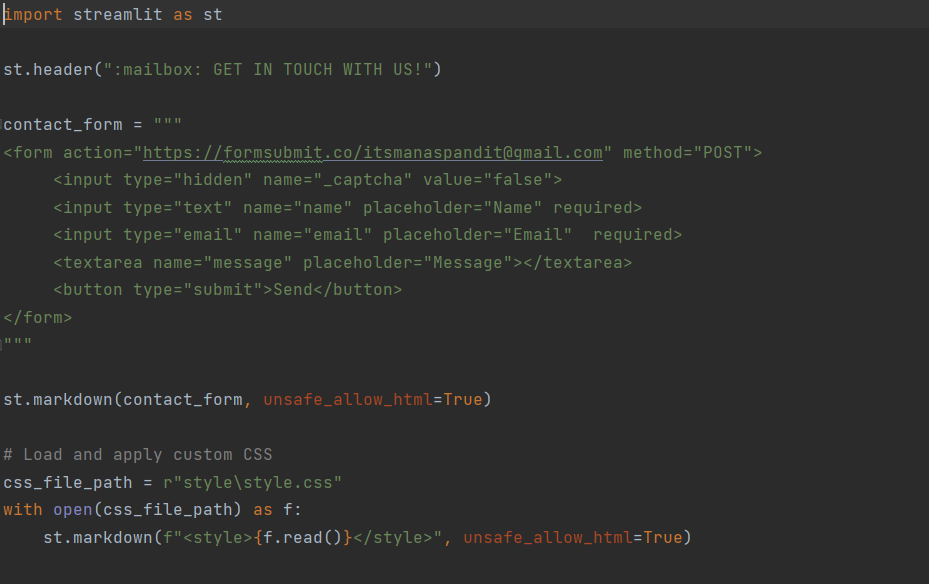 import streamlit as st
st.header(":mailbox: GET IN TOUCH WITH US!")
contact_form = """
<form action="https://formsubmit.co/itsmanaspandit@gmail.com" method="POST">
<input type="hidden" name="_captcha" value="false">
<input type="text" name="name" placeholder="Name" required>
<input type="email" name="email" placeholder="Email"  required>
<textarea name="message" placeholder="Message"></textarea>
<button type="submit">Send</button>
</form>
"""
st.markdown(contact_form, unsafe_allow_html=True)
# Load and apply custom CSS
css_file_path = r"style\style.css"
with open(css_file_path) as f:
st.markdown(f"<style>{f.read()}</style>", unsafe_allow_html=True)